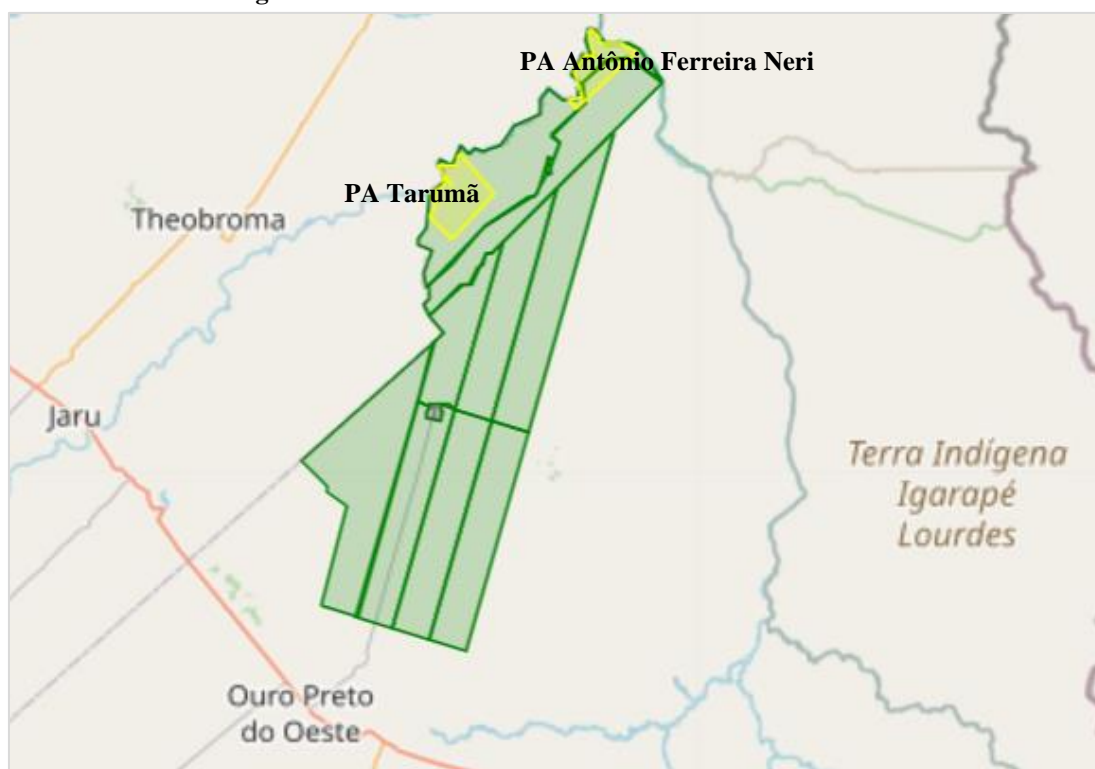 PA Antônio Ferreira Neri
PA Tarumã
Theobroma
Jaru
Terra Indígena
Igarapé
Lourdes
Ouro Preto
do Oeste